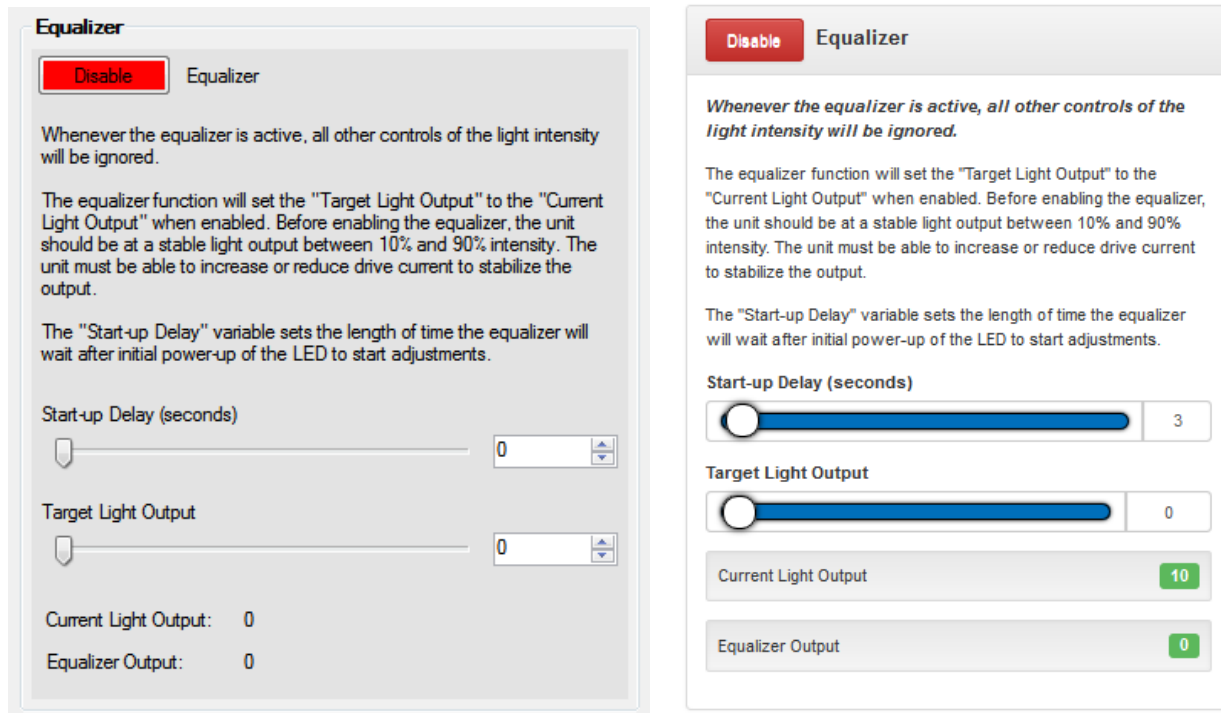 Equalizer
Disable
Equalizer
Whenever the equalizer is active, all other controls of the light intensity
will be ignored.
The equalizer function will set the "Target Light Output" to the "Current
Light Output" when enabled. Before enabling the equalizer, the unit
should be at a stable light output between 10% and 90% intensity. The
unit must be able to increase or reduce drive current to stabilize the
output.
The "Start-up Delay" variable sets the length of time the equalizer will
wait after initial power-up of the LED to start adjustments.
Start-up Delay (seconds)
0
Target Light Output
0
Current Light Output: 0
Equalizer Output: 0
Disable
Equalizer
Whenever the equalizer is active, all other controls of the
light intensity will be ignored.
The equalizer function will set the "Target Light Output" to the
"Current Light Output" when enabled. Before enabling the equalizer,
the unit should be at a stable light output between 10% and 90%
intensity. The unit must be able to increase or reduce drive current
to stabilize the output.
The "Start-up Delay" variable sets the length of time the equalizer
will wait after initial power-up of the LED to start adjustments.
Start-up Delay (seconds)
3
Target Light Output
0
Current Light Output 10
Equalizer Output 0